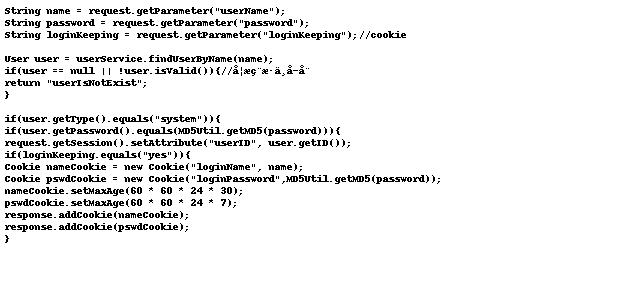 String name = request.getParameter("userName");
String password = request.getParameter("password");
String loginKeeping = request.getParameter("loginKeeping");//cookie
User user = userService.findUserByName(name);
if(user == null || !user.isValid()){//
return "userIsNotExist";
}
if(user.getType().equals("system")){
if(user.getPassword().equals(MD5Util.getMD5(password))){
request.getSession().setAttribute("userID", user.getID());
if(loginKeeping.equals("yes")){
Cookie nameCookie = new Cookie("loginName", name);
Cookie pswdCookie = new Cookie("loginPassword",MD5Util.getMD5(password));
nameCookie.setMaxAge(60 * 60 * 24 * 30);
pswdCookie.setMaxAge(60 * 60 * 24 * 7);
response.addCookie(nameCookie);
response.addCookie(pswdCookie);
}